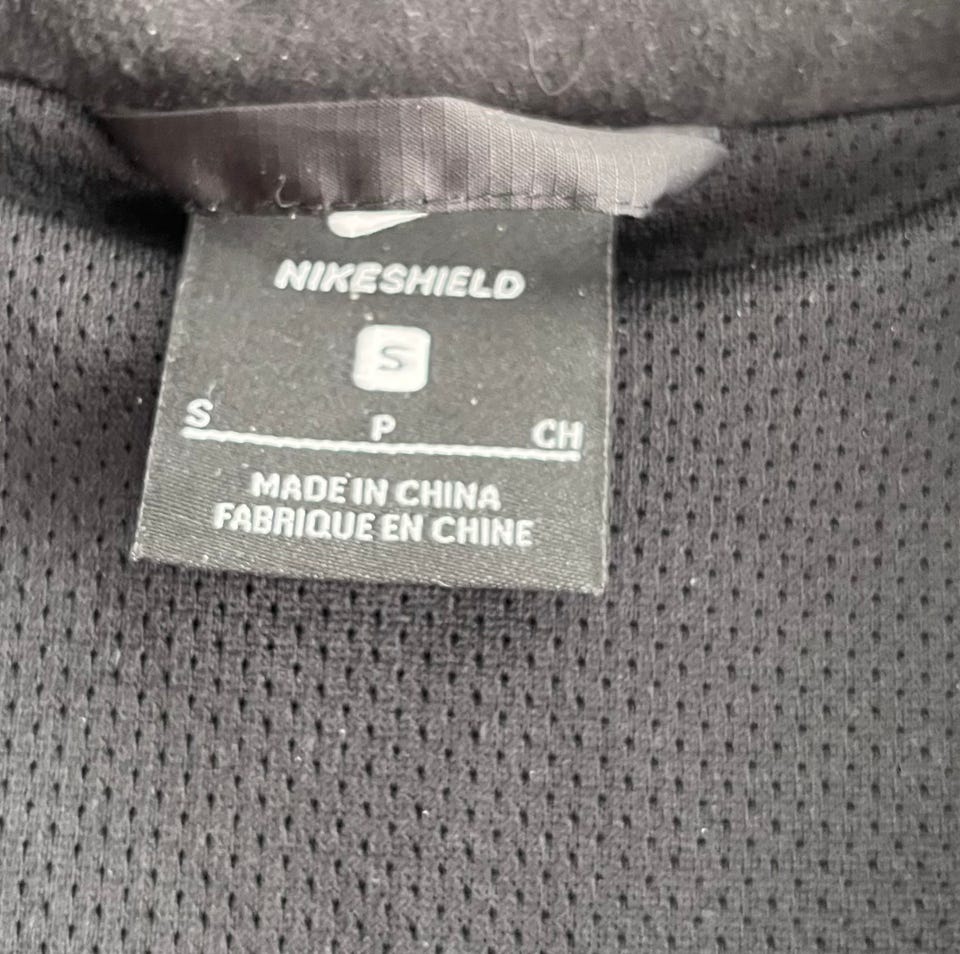 NIKESHIELD
S
S P CH
MADE IN CHINA
FABRIQUE EN CHINE